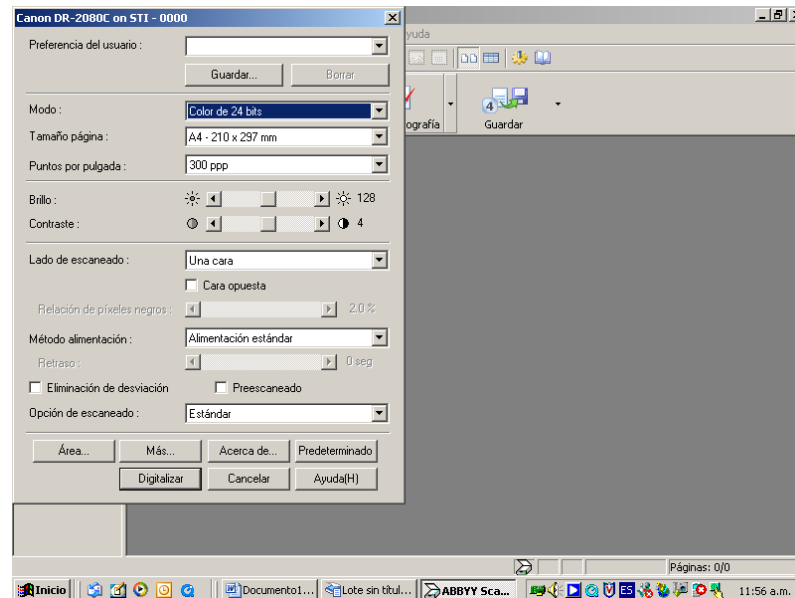 Canon DR-2080C on STI - 0000
yuda
Preferencia del usuario :
Guardar... Borrar
ografía Guardar
4
Modo : Color de 24 bits
Tamaño página : A4 - 210 x 297 mm
Puntos por pulgada : 300 ppp
Brillo : 128
Contraste : 4
Lado de escaneado : Una cara
Cara opuesta
Relación de píxeles negros : 2.0 %
Método alimentación : Alimentación estándar
Retraso : 0 seg
Eliminación de desviación Preescaneado
Opción de escaneado : Estándar
Área... Más... Acerca de... Predeterminado
Digitalizar Cancelar Ayuda(H)
Páginas: 0/0
Inicio Documento1... Lote sin títul... ABBYY Sca... ES 11:56 a.m.